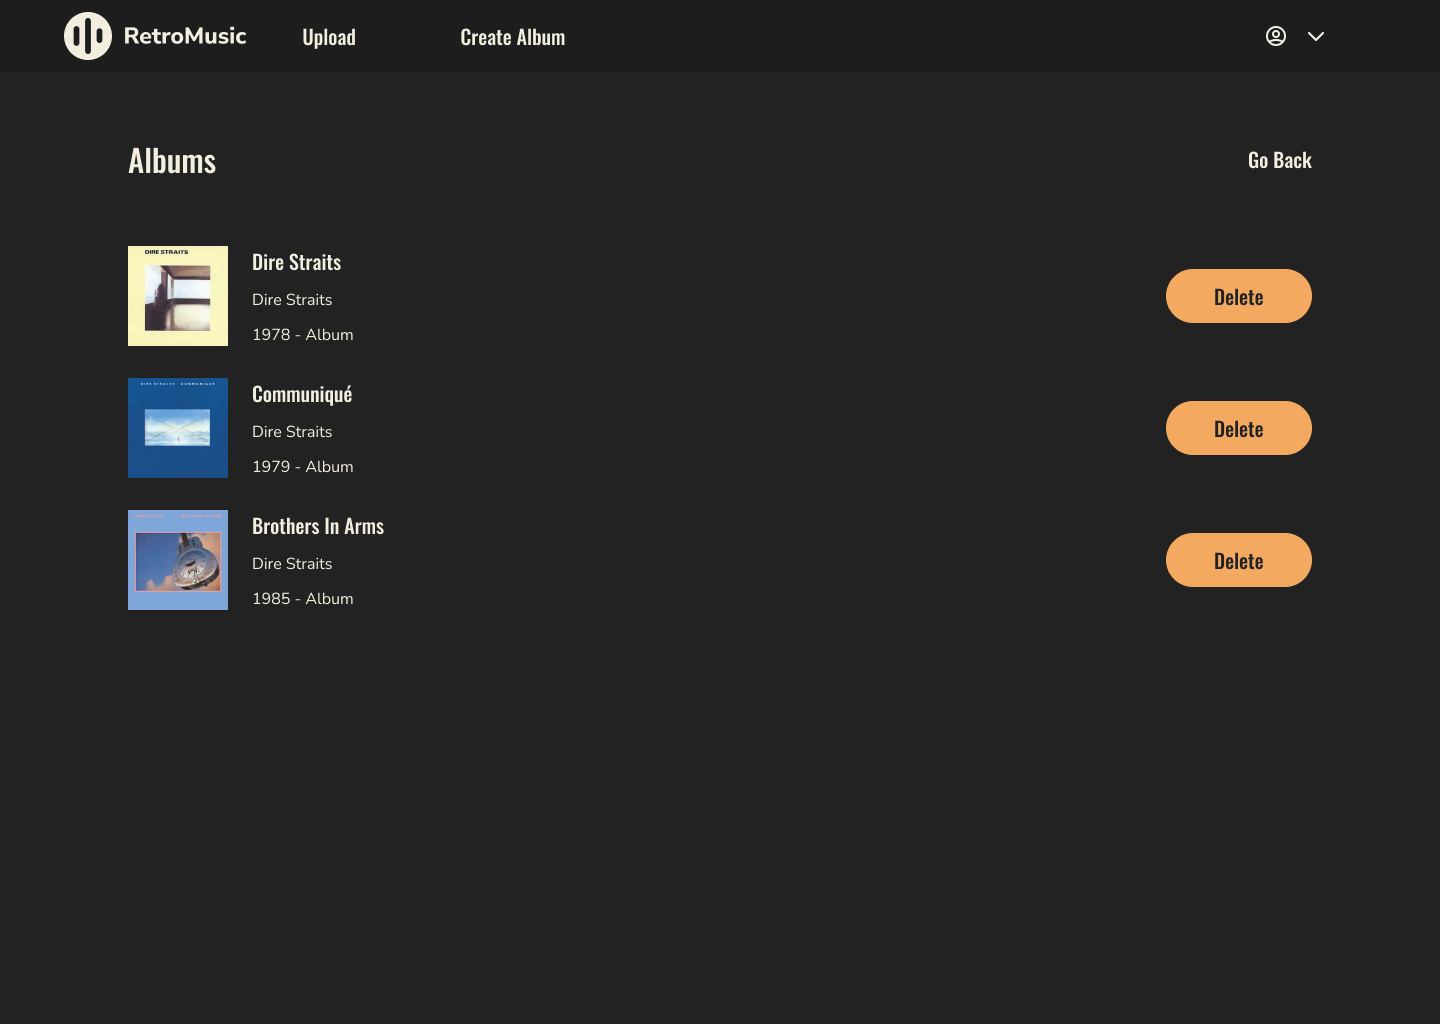 RetroMusic Upload Create Album
Albums Go Back
DIRE STRAITS
Dire Straits
Dire Straits
1978 - Album
Delete
DIRE STRAITS COMMUNIQUÉ
Communiqué
Dire Straits
1979 - Album
Delete
Brothers In Arms
Dire Straits
1985 - Album
Delete